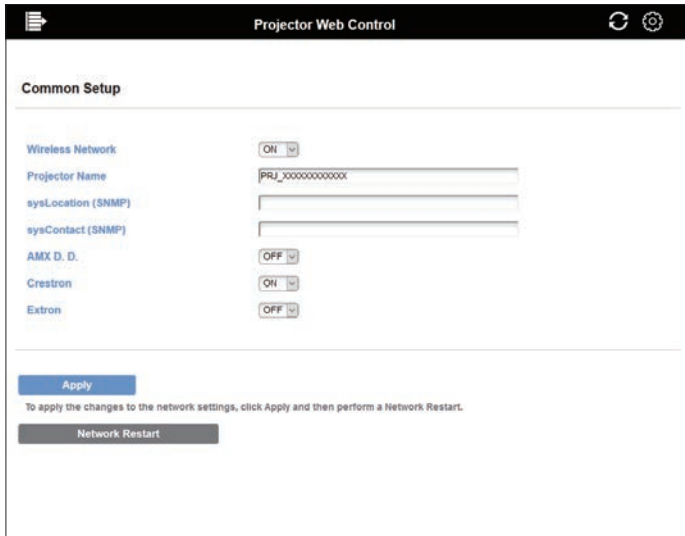 Projector Web Control
Common Setup
Wireless Network ON
Projector Name PRJ_XXXXXXXXXXXX
sysLocation (SNMP)
sysContact (SNMP)
AMX D. D. OFF
Crestron ON
Extron OFF
Apply
To apply the changes to the network settings, click Apply and then perform a Network Restart.
Network Restart